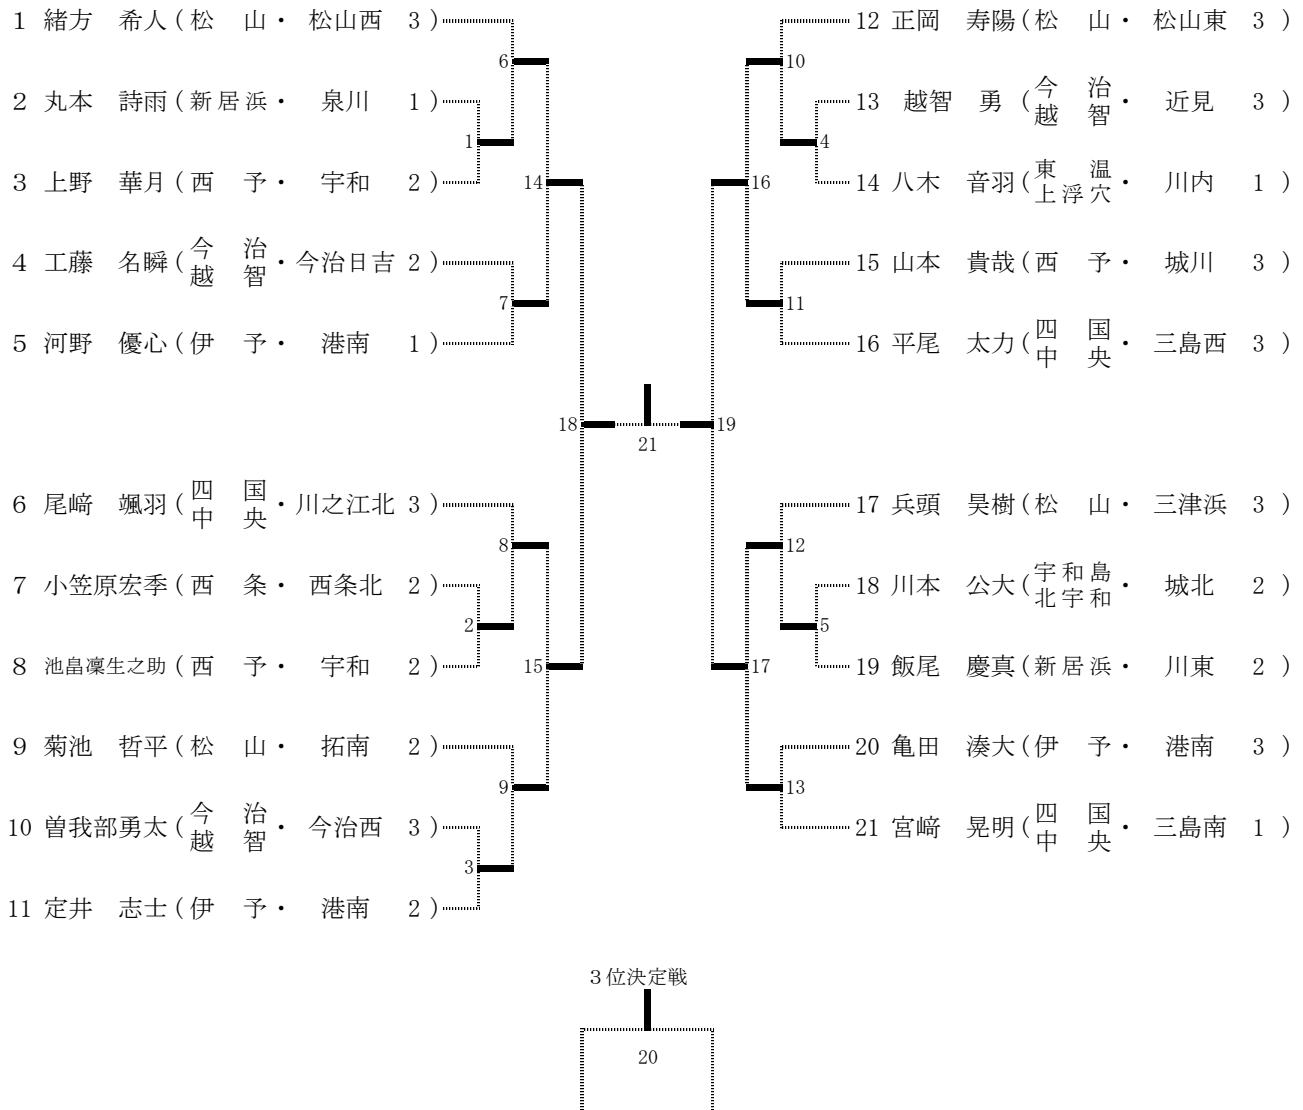 1 緒方 希人 (松 山・ 松山西 3)
6
2 丸本 詩雨 (新居浜・ 泉川 1)
1
3 上野 華月 (西 予・ 宇和 2)
14
4 工藤 名瞬 (今治越智・今治日吉 2)
7
5 河野 優心 (伊 予・ 港南 1)
18
6 尾﨑 颯羽 (四国中央・川之江北 3)
8
7 小笠原宏季 (西 条・ 西条北 2)
2
8 池畠凜生之助 (西 予・ 宇和 2)
15
9 菊池 哲平 (松 山・ 拓南 2)
9
10 曽我部勇太 (今治越智・ 今治西 3)
3
11 定井 志士 (伊 予・ 港南 2)
21
12 正岡 寿陽 (松 山・ 松山東 3)
10
13 越智 勇 (今治越智・ 近見 3)
4
14 八木 音羽 (東温上浮穴・ 川内 1)
16
15 山本 貴哉 (西 予・ 城川 3)
11
16 平尾 太力 (四国中央・ 三島西 3)
19
17 兵頭 昊樹 (松 山・ 三津浜 3)
12
18 川本 公大 (宇和島北宇和・ 城北 2)
5
19 飯尾 慶真 (新居浜・ 川東 2)
17
20 亀田 湊大 (伊 予・ 港南 3)
13
21 宮﨑 晃明 (四国中央・ 三島南 1)
3位決定戦
20